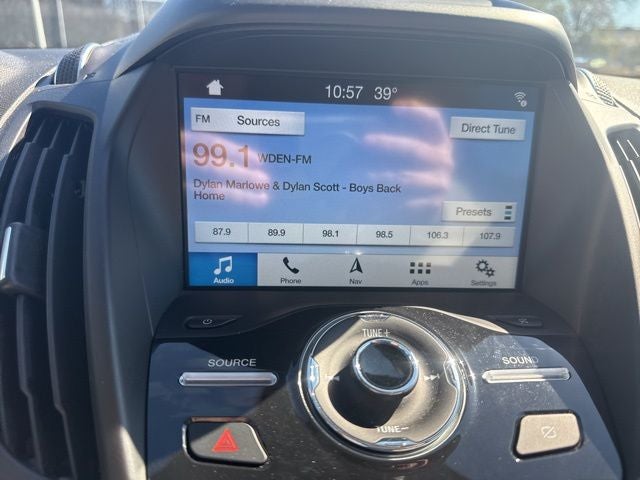 10:57 39°
FM Sources
Direct Tune
99.1 WDEN-FM
Dylan Marlowe & Dylan Scott - Boys Back
Home
Presets
87.9 89.9 98.1 98.5 106.3 107.9
Audio Phone Nav Apps Settings
TUNE+
SOURCE
SOUND
TUNE-